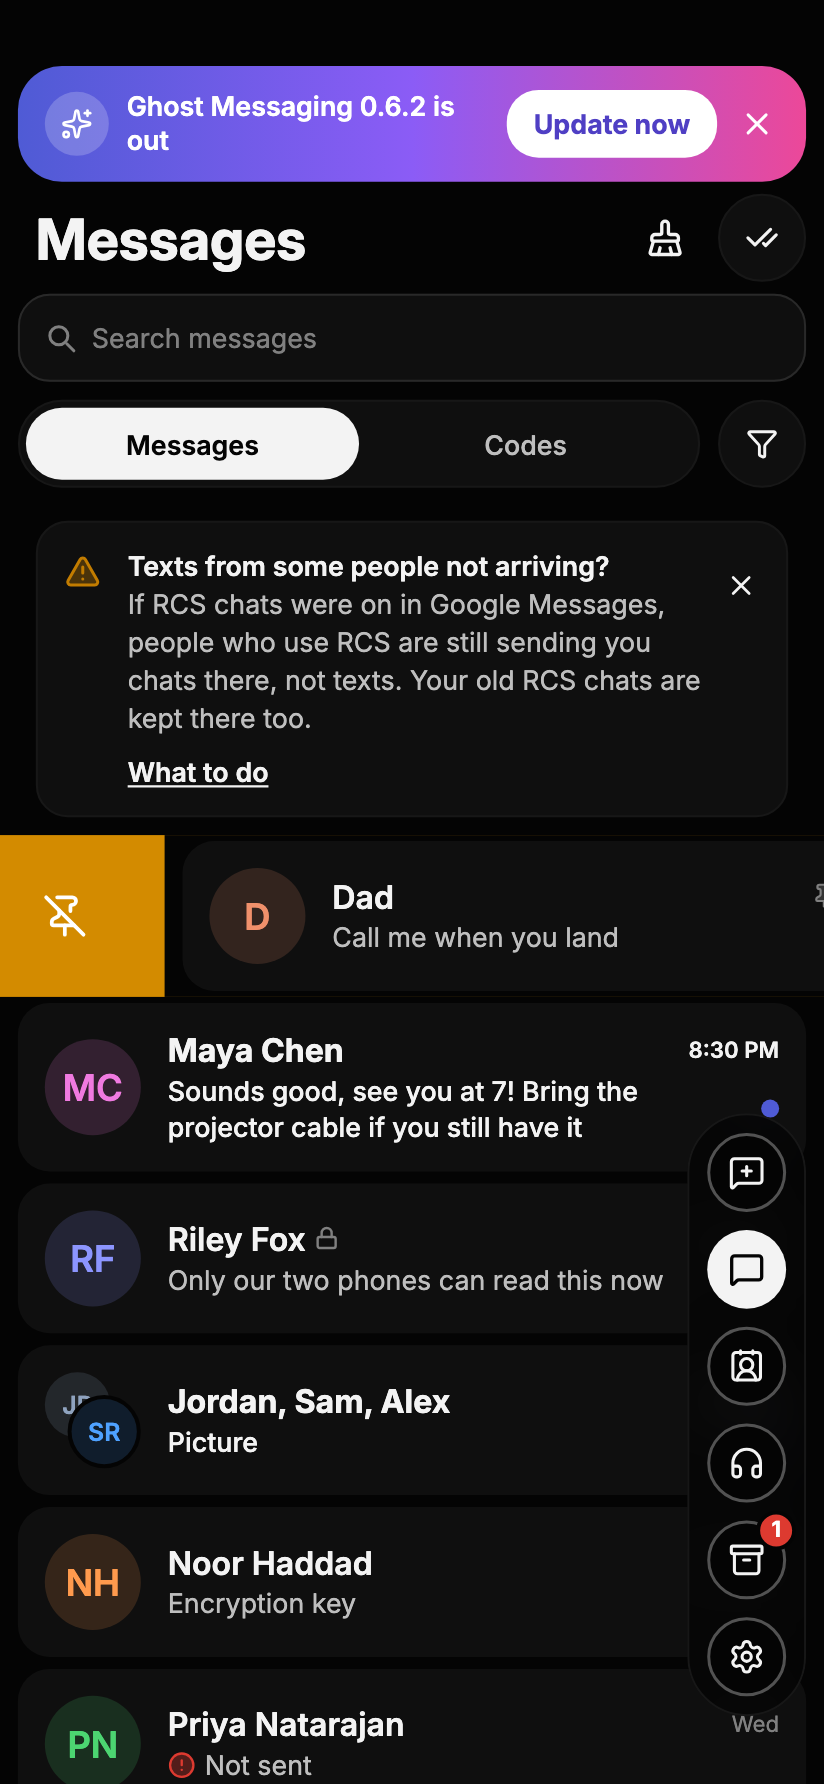 Ghost Messaging 0.6.2 is
out
Update now
Messages
Search messages
Messages
Codes
Texts from some people not arriving?
If RCS chats were on in Google Messages,
people who use RCS are still sending you
chats there, not texts. Your old RCS chats are
kept there too.
What to do
D
Dad
Call me when you land
MC
Maya Chen
8:30 PM
Sounds good, see you at 7! Bring the
projector cable if you still have it
RF
Riley Fox
Only our two phones can read this now
SR
Jordan, Sam, Alex
Picture
1
NH
Noor Haddad
Encryption key
PN
Priya Natarajan
Wed
Not sent